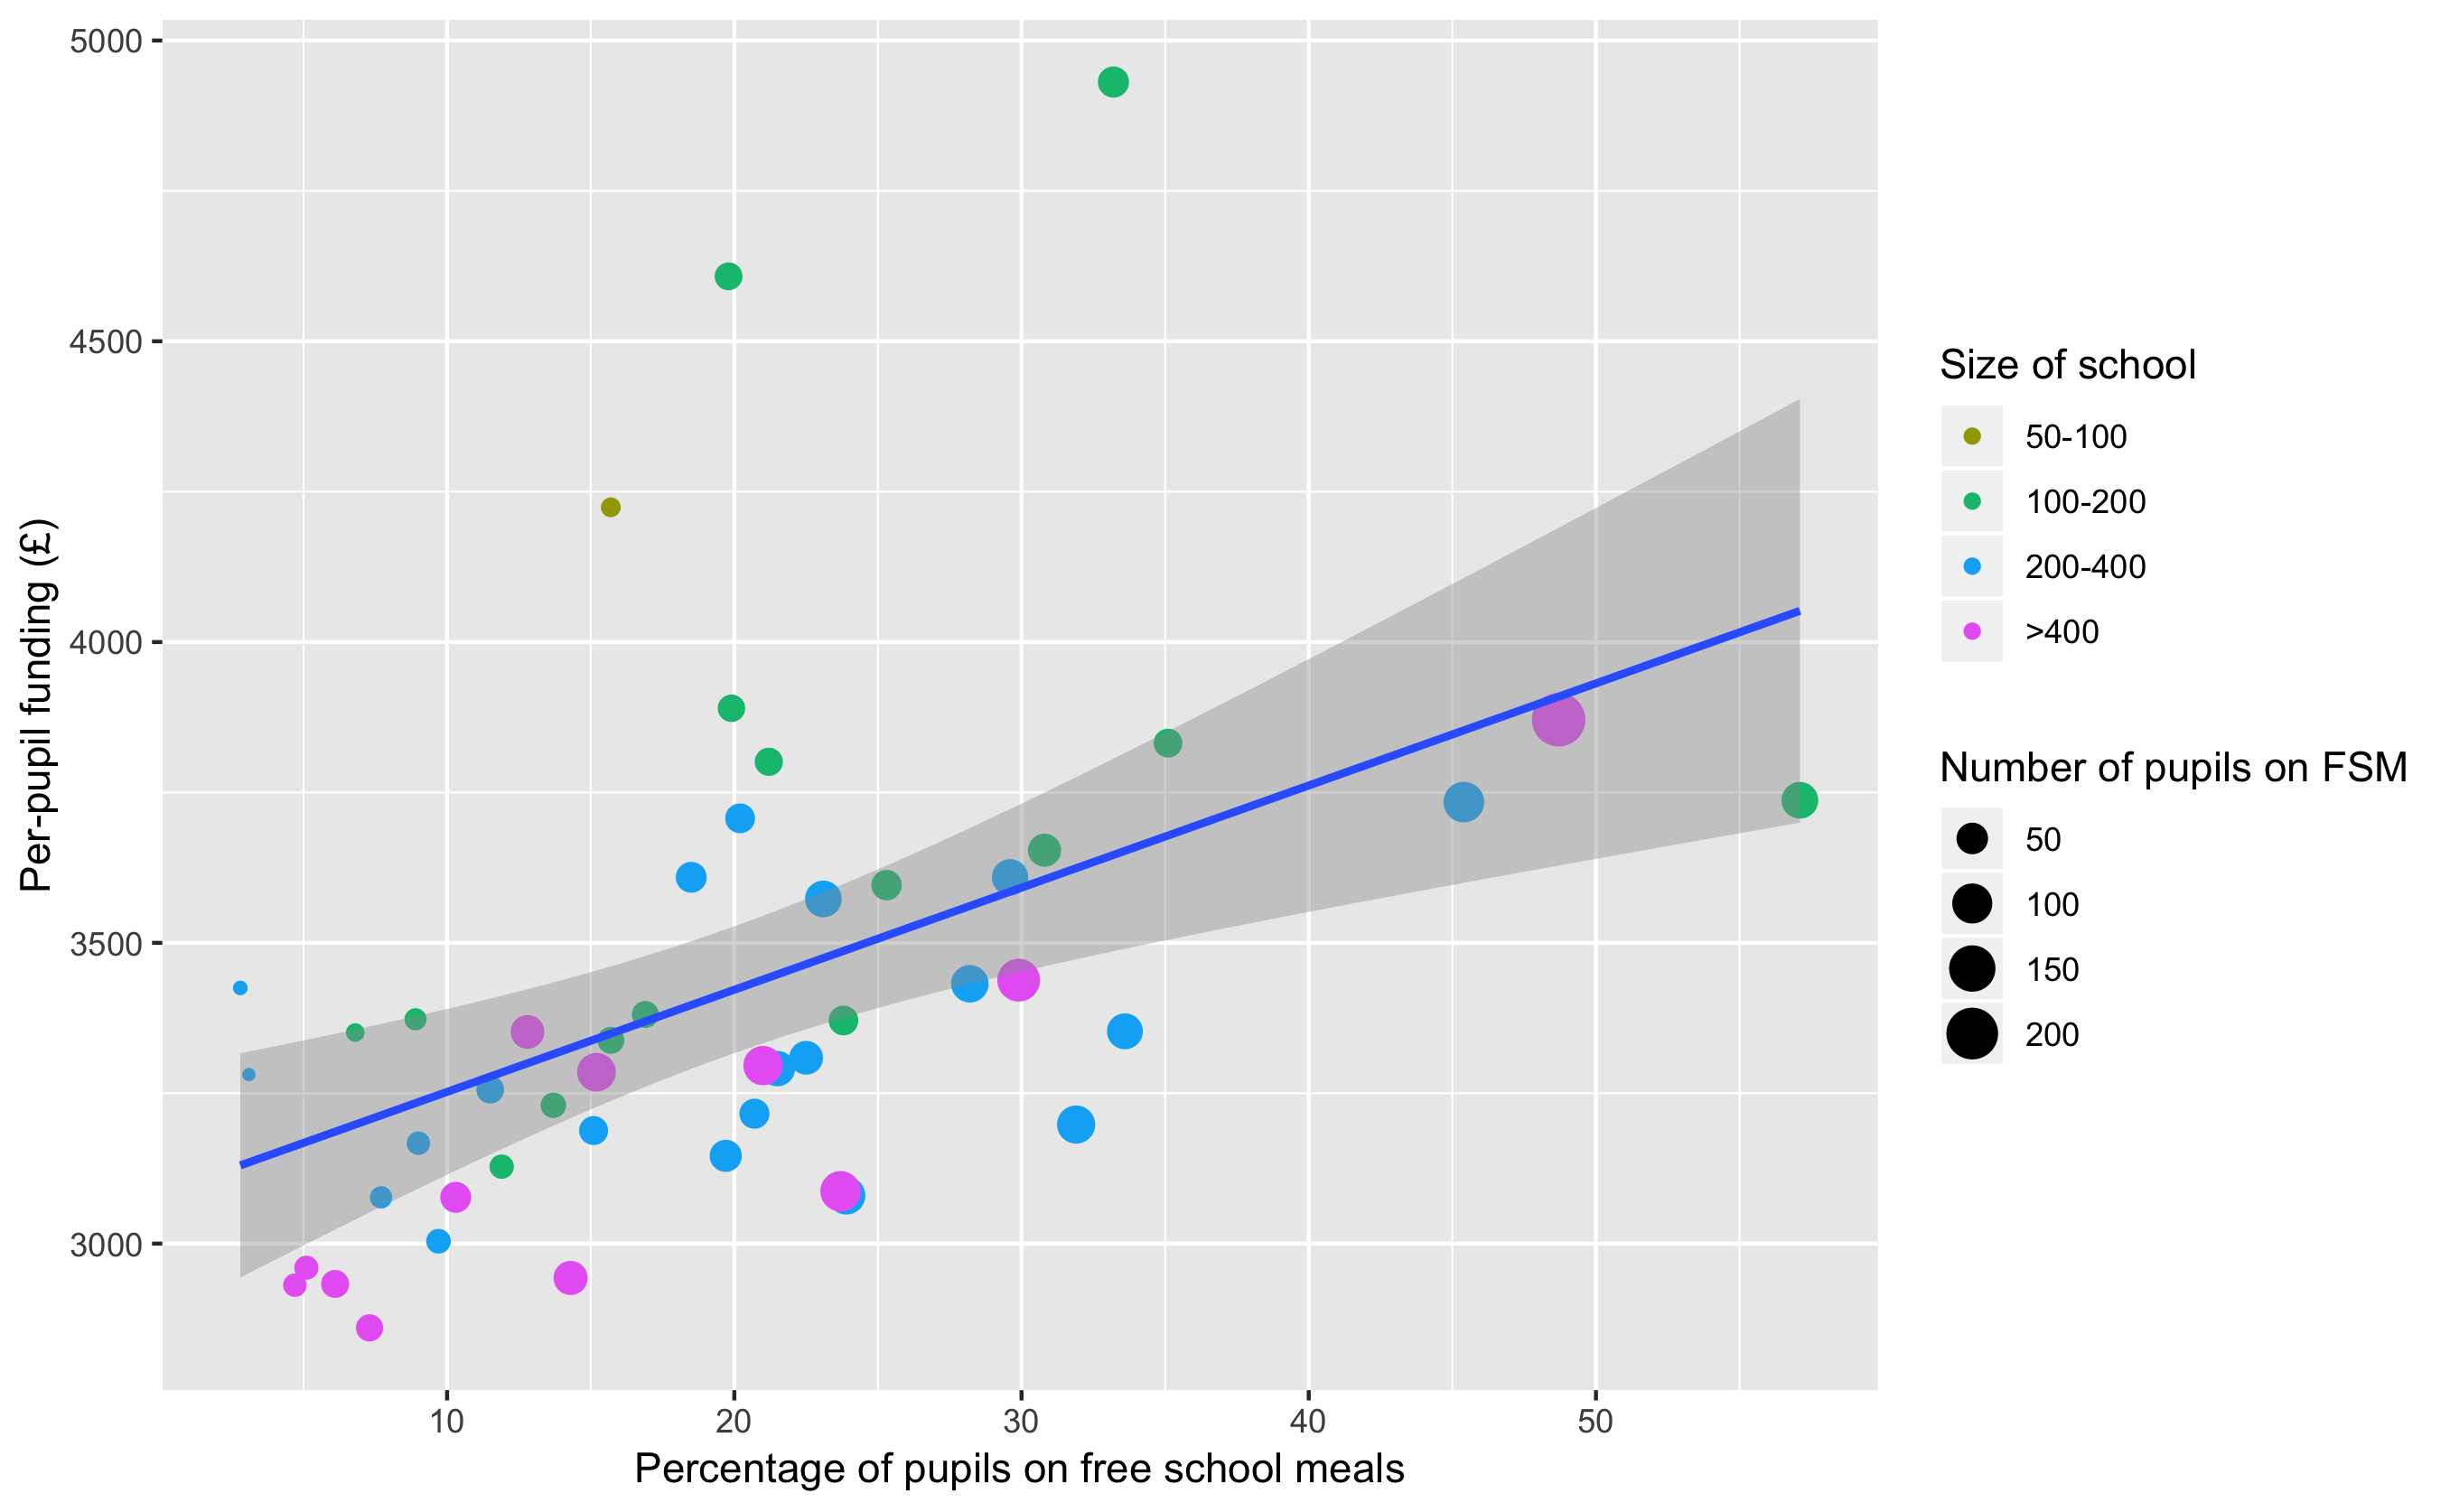 5000
4500
4000
3500
3000
Per-pupil funding (£)
10 20 30 40 50
Percentage of pupils on free school meals
Size of school
50-100
100-200
200-400
>400
Number of pupils on FSM
50
100
150
200